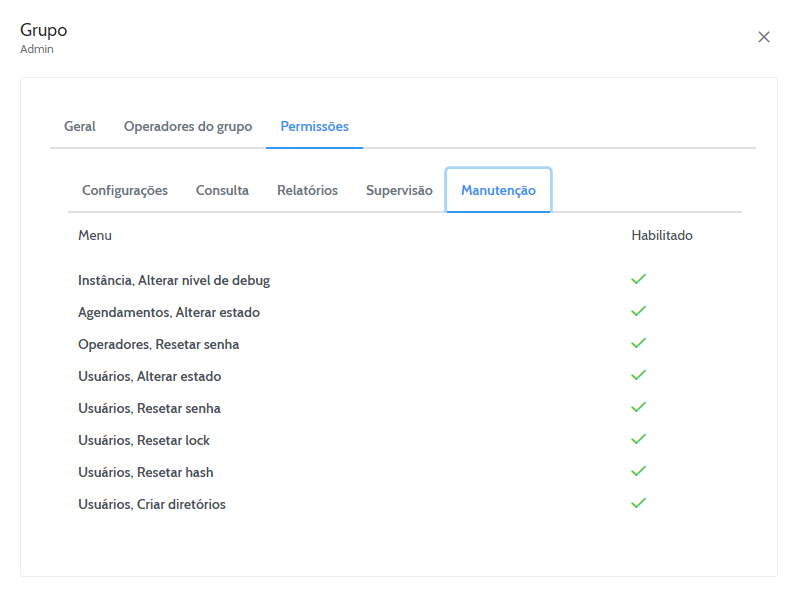 Grupo
Admin
Geral Operadores do grupo Permissões
Configurações Consulta Relatórios Supervisão Manutenção
Menu Habilitado
Instância, Alterar nível de debug
Agendamentos, Alterar estado
Operadores, Resetar senha
Usuários, Alterar estado
Usuários, Resetar senha
Usuários, Resetar lock
Usuários, Resetar hash
Usuários, Criar diretórios